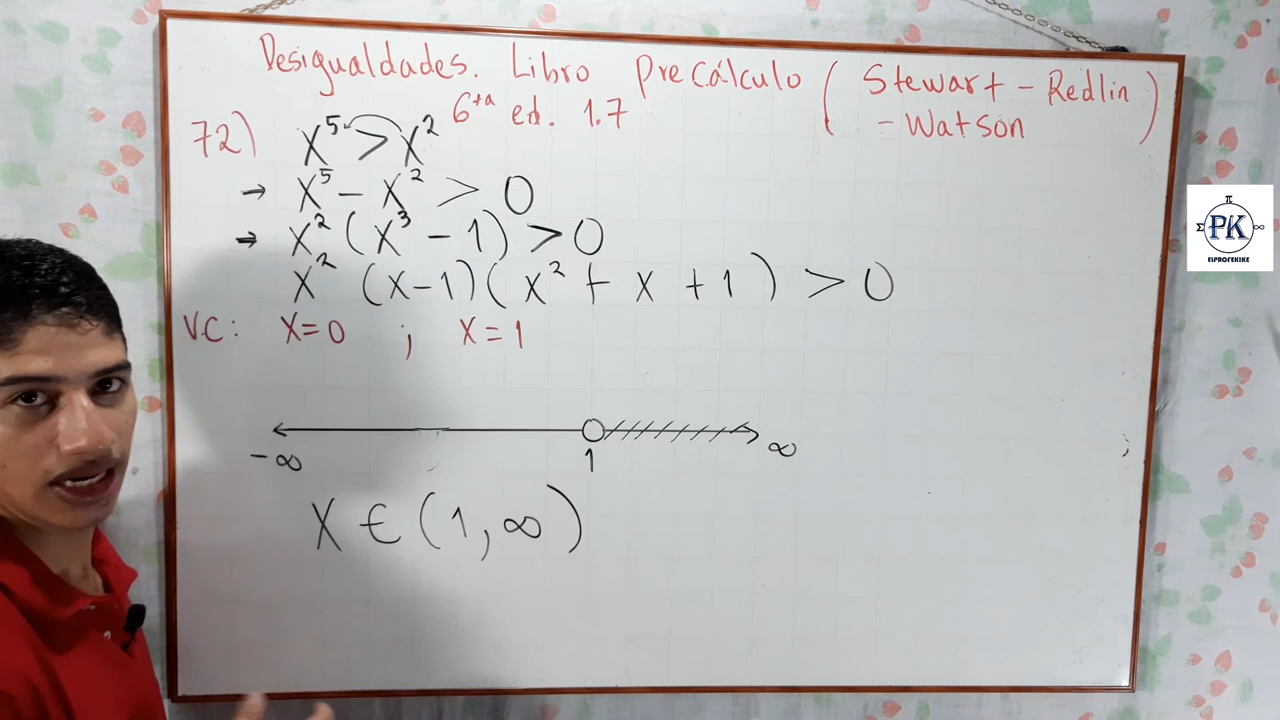 Desigualdades. Libro precálculo (Stewart - Redlin
6ta ed. 1.7 - Watson)
72) x⁵ > x²
→ x⁵ - x² > 0
→ x² (x³ - 1) > 0
x² (x-1)(x² + x + 1) > 0
V.C: x=0 ; x=1
-∞ 1 ∞
x ∈ (1, ∞)
π
Σ PK ∞
ELPROFEKIKE